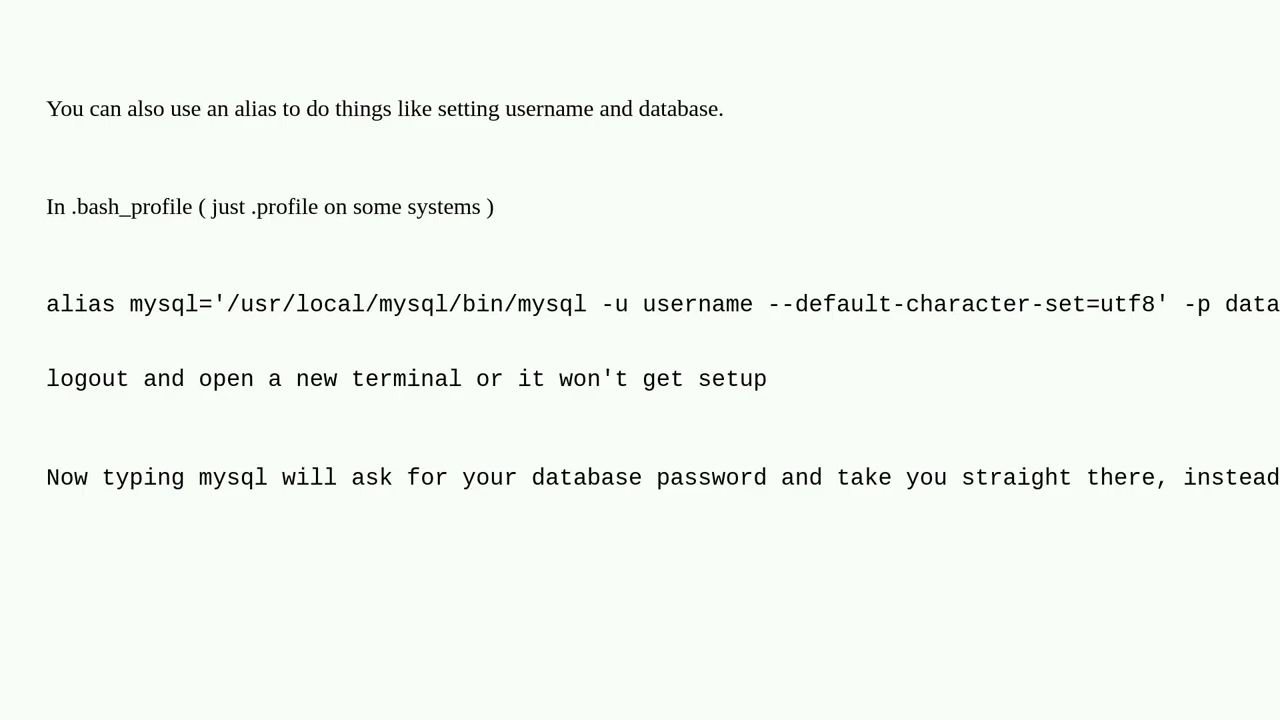 You can also use an alias to do things like setting username and database.
In .bash_profile ( just .profile on some systems )
alias mysql='/usr/local/mysql/bin/mysql -u username --default-character-set=utf8' -p data
logout and open a new terminal or it won't get setup
Now typing mysql will ask for your database password and take you straight there, instead